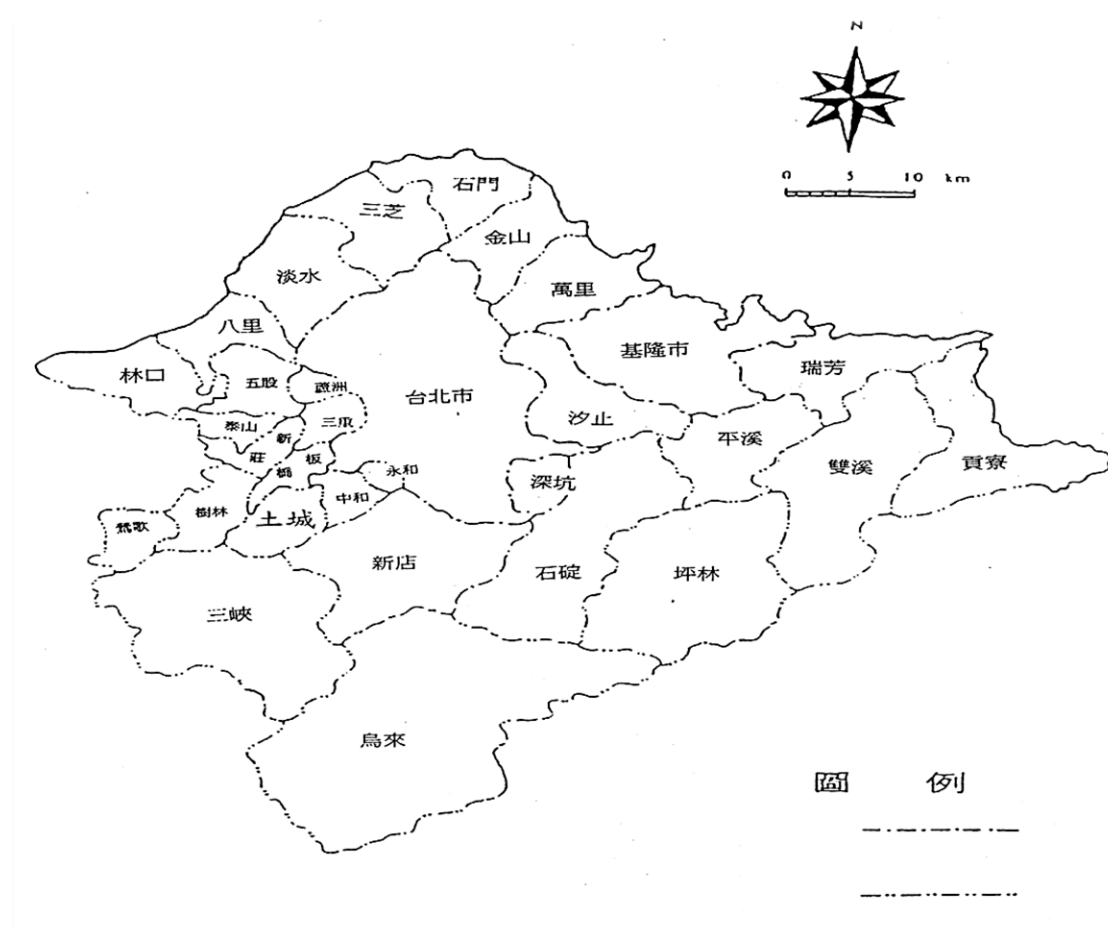 N
0 5 10 km
石門
三芝
金山
淡水
萬里
八里
基隆市
林口
五股
蘆洲
瑞芳
台北市
泰山
三重
汐止
新莊
平溪
板橋
永和
深坑
雙溪
貢寮
中和
樹林
土城
鶯歌
新店
石碇
坪林
三峽
烏來
圖 例